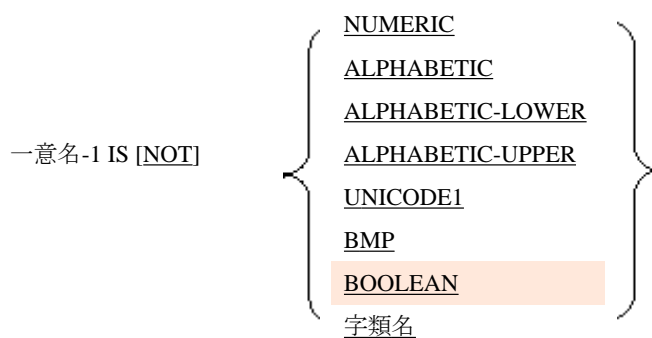 NUMERIC
ALPHABETIC
ALPHABETIC-LOWER
一意名-1 IS [NOT] ALPHABETIC-UPPER
UNICODE1
BMP
BOOLEAN
字類名